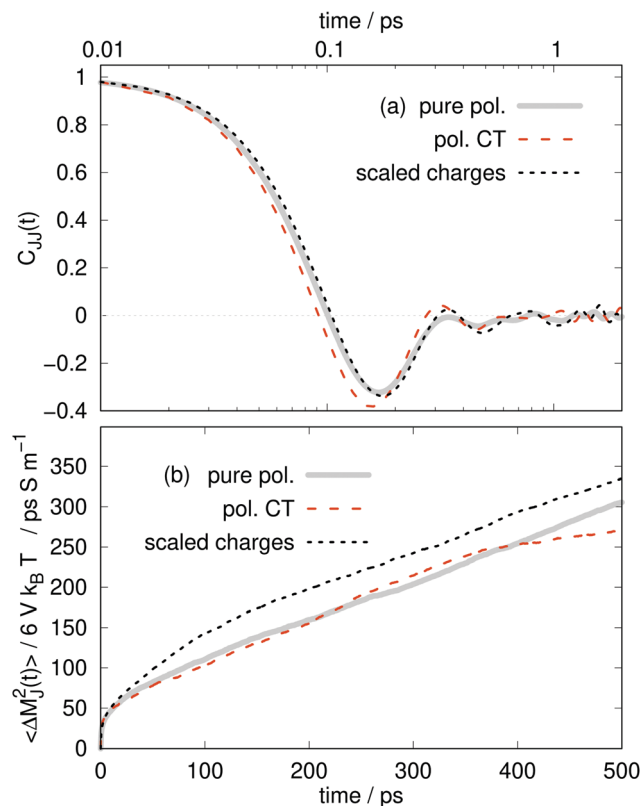 time / ps
0.01 0.1 1
1
0.8
0.6
0.4
0.2
0
−0.2
−0.4
C_JJ(t)
(a) pure pol.
pol. CT
scaled charges
350
300
250
200
150
100
50
0
<ΔM_J^2(t)> / 6 V k_B T / ps S m^−1
(b) pure pol.
pol. CT
scaled charges
0 100 200 300 400 500
time / ps